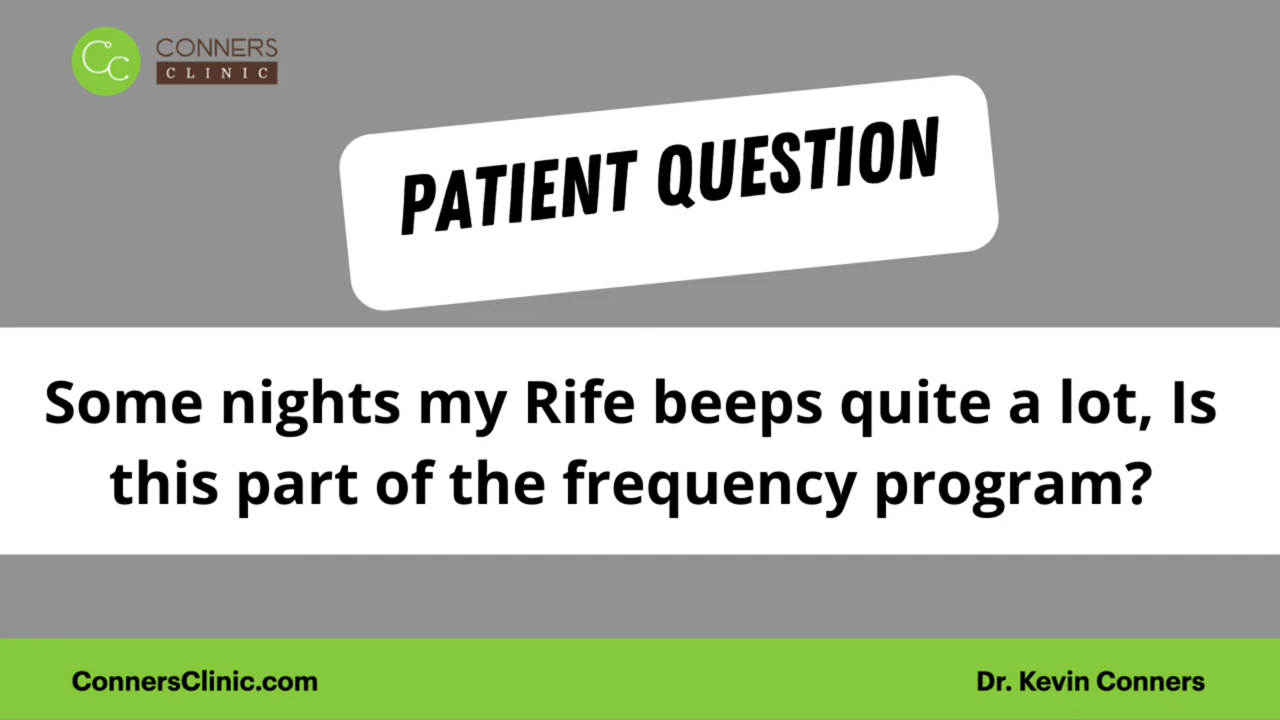 CC
CONNERS
CLINIC
PATIENT QUESTION
Some nights my Rife beeps quite a lot, Is
this part of the frequency program?
ConnersClinic.com
Dr. Kevin Conners